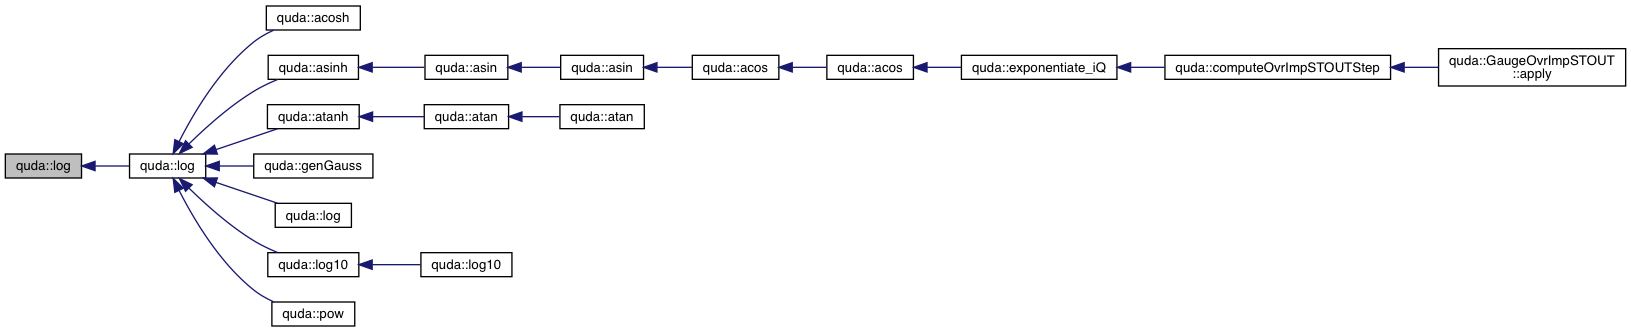 quda::acosh
quda::asinh
quda::asin
quda::asin
quda::acos
quda::acos
quda::exponentiate_iQ
quda::computeOvrImpSTOUTStep
quda::GaugeOvrImpSTOUT
::apply
quda::atanh
quda::atan
quda::atan
quda::log
quda::log
quda::genGauss
quda::log
quda::log10
quda::log10
quda::pow